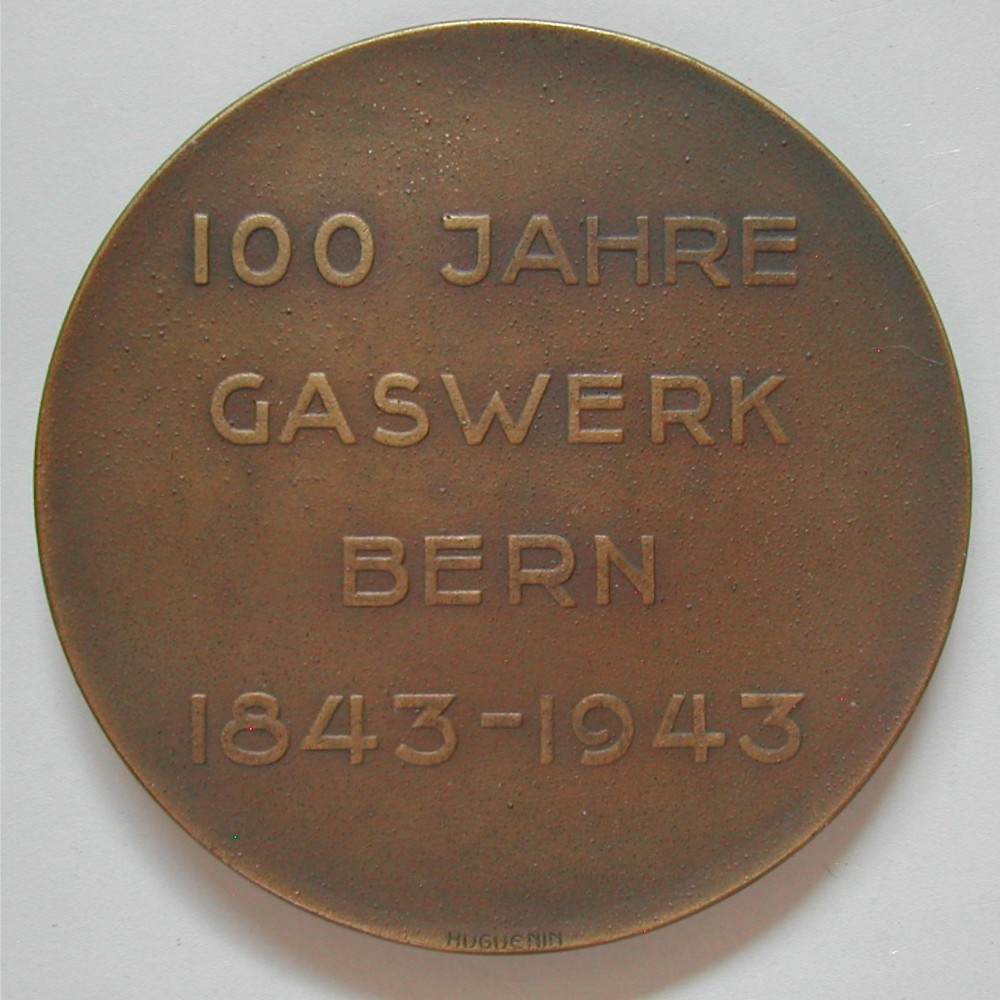 100 JAHRE
GASWERK
BERN
1843-1943
HUGUENIN